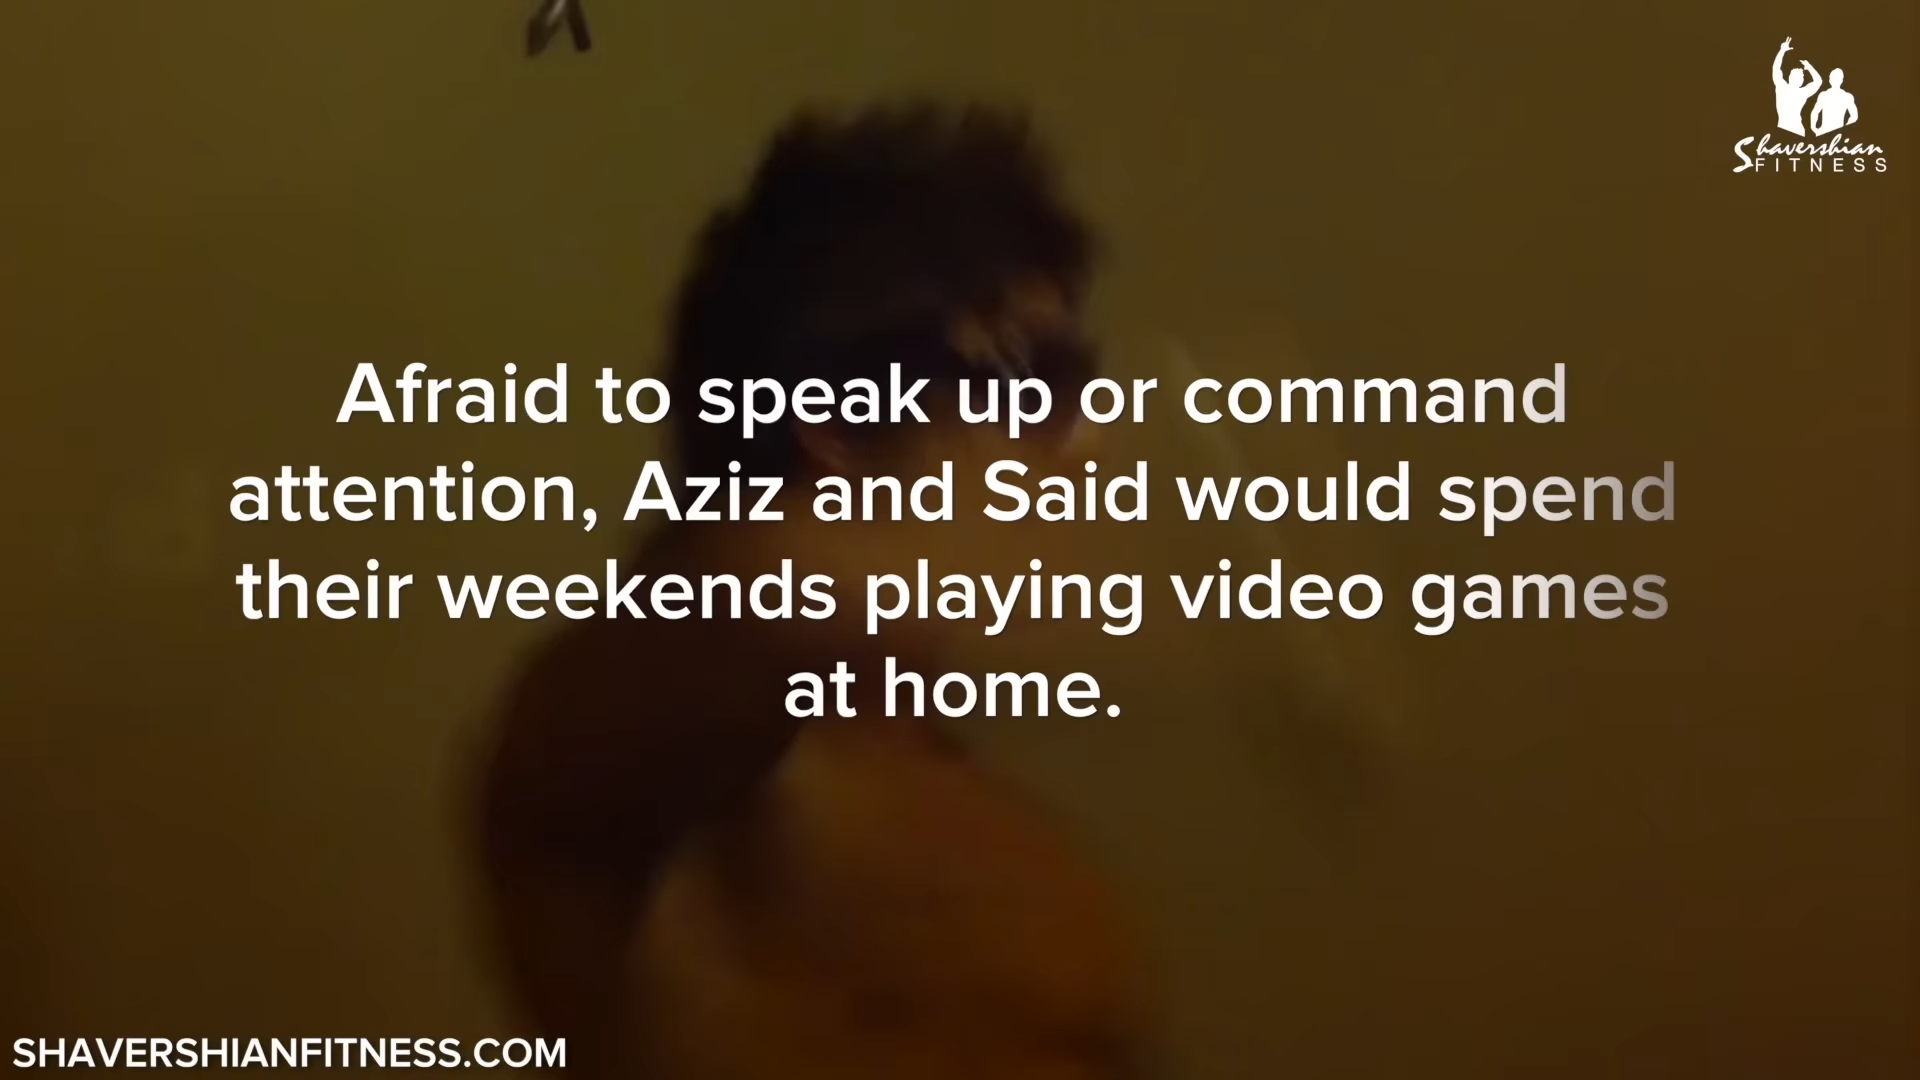 Shavershian
FITNESS
Afraid to speak up or command
attention, Aziz and Said would spend
their weekends playing video games
at home.
SHAVERSHIANFITNESS.COM